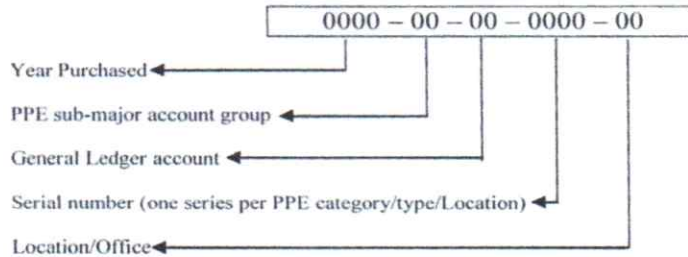 0000 – 00 – 00 – 0000 – 00
Year Purchased
PPE sub-major account group
General Ledger account
Serial number (one series per PPE category/type/Location)
Location/Office